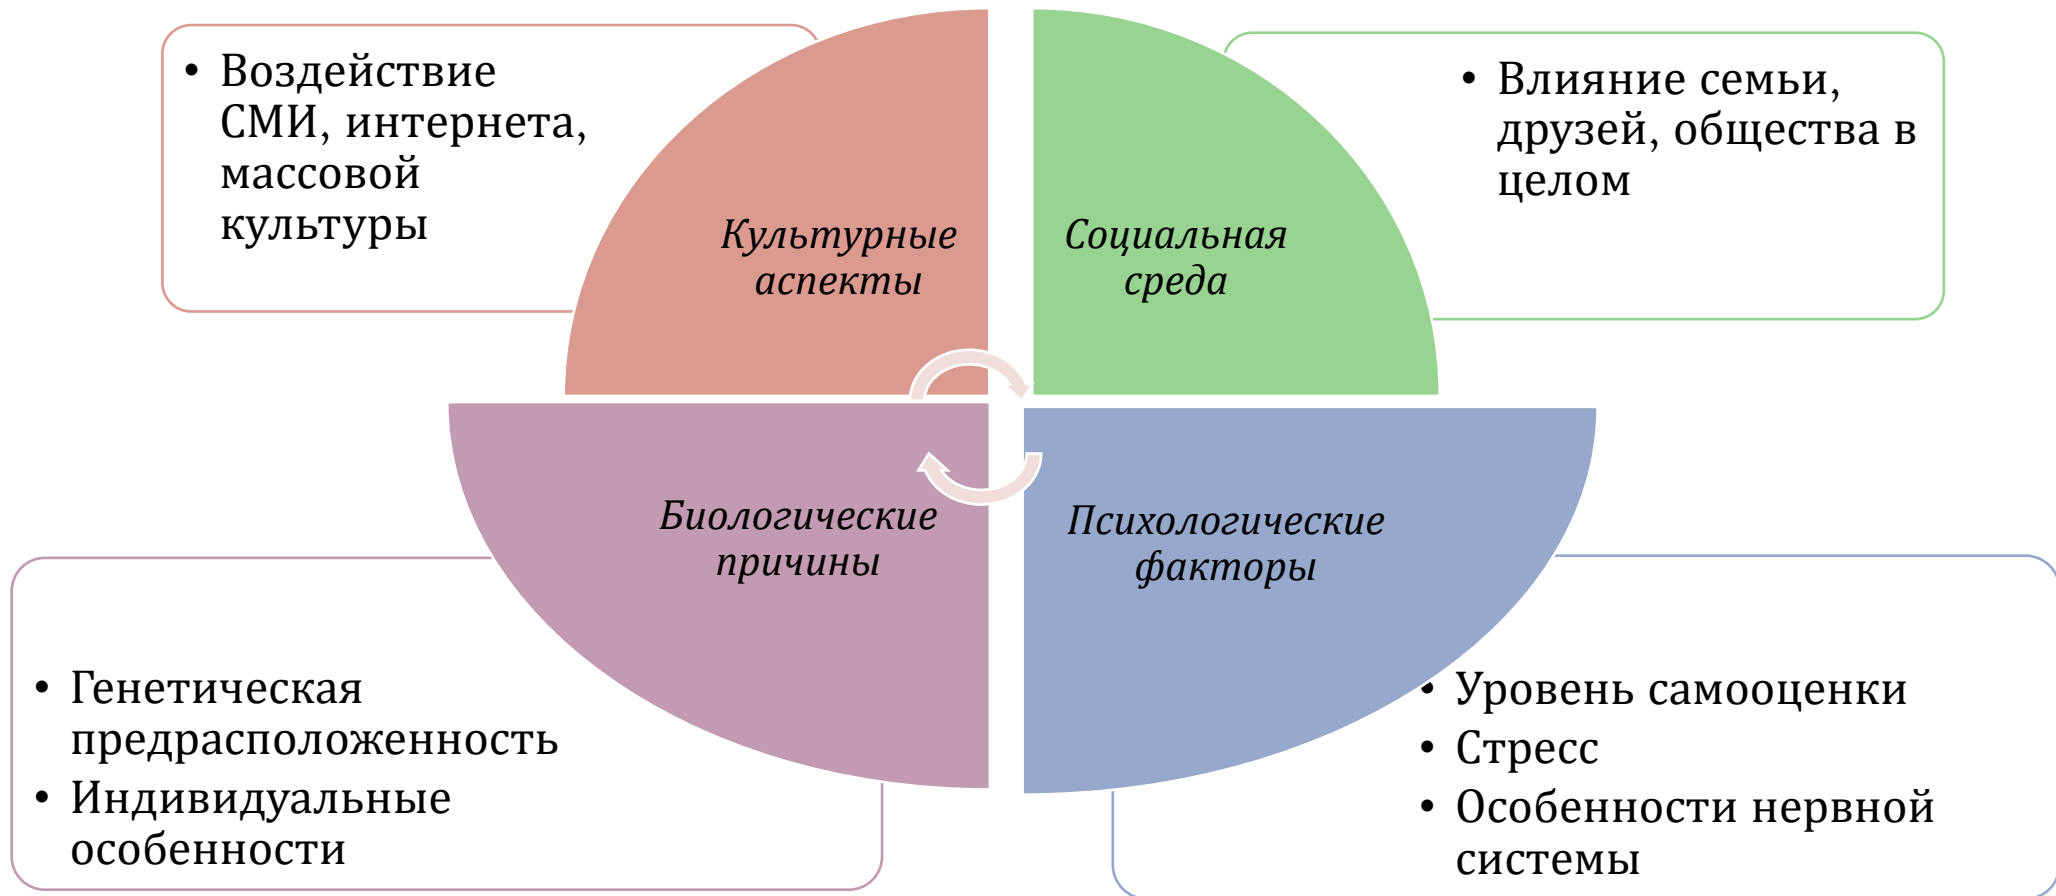 • Воздействие
СМИ, интернета,
массовой
культуры
• Влияние семьи,
друзей, общества в
целом
Культурные
аспекты
Социальная
среда
Биологические
причины
Психологические
факторы
• Генетическая
предрасположенность
• Индивидуальные
особенности
• Уровень самооценки
• Стресс
• Особенности нервной
системы